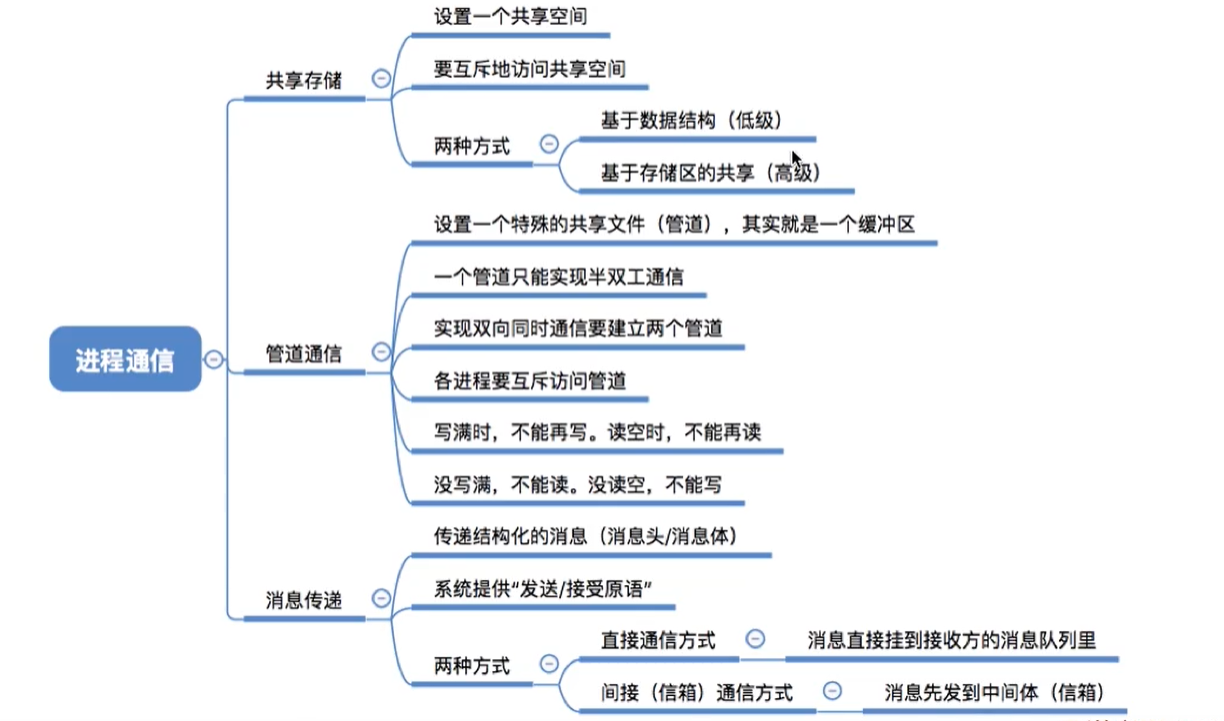 设置一个共享空间
共享存储
要互斥地访问共享空间
两种方式
基于数据结构（低级）
基于存储区的共享（高级）
设置一个特殊的共享文件（管道），其实就是一个缓冲区
一个管道只能实现半双工通信
实现双向同时通信要建立两个管道
进程通信
管道通信
各进程要互斥访问管道
写满时，不能再写。读空时，不能再读
没写满，不能读。没读空，不能写
传递结构化的消息（消息头/消息体）
消息传递
系统提供“发送/接受原语”
两种方式
直接通信方式
消息直接挂到接收方的消息队列里
间接（信箱）通信方式
消息先发到中间体（信箱）